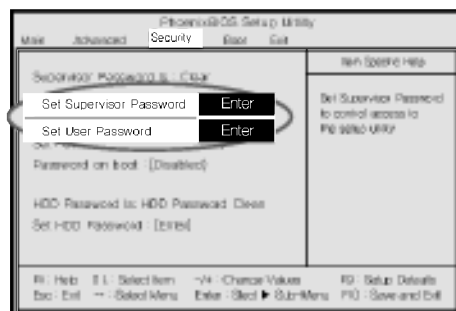 PhoenixBIOS Setup Utility
Main Advanced Security Boot Exit
Item Specific Help
Supervisor Password Is : Clear
Set Supervisor Password Enter
Set User Password Enter
Set Supervisor Password
to control access to
the setup utility
Password on boot : [Disabled]
HDD Password Is: HDD Password Clear
Set HDD Password : [Enter]
F1 : Help : Select Item -/+ : Change Values F9 : Setup Defaults
Esc : Exit ↔ : Select Menu Enter : Select ▶ Sub-Menu F10 : Save and Exit